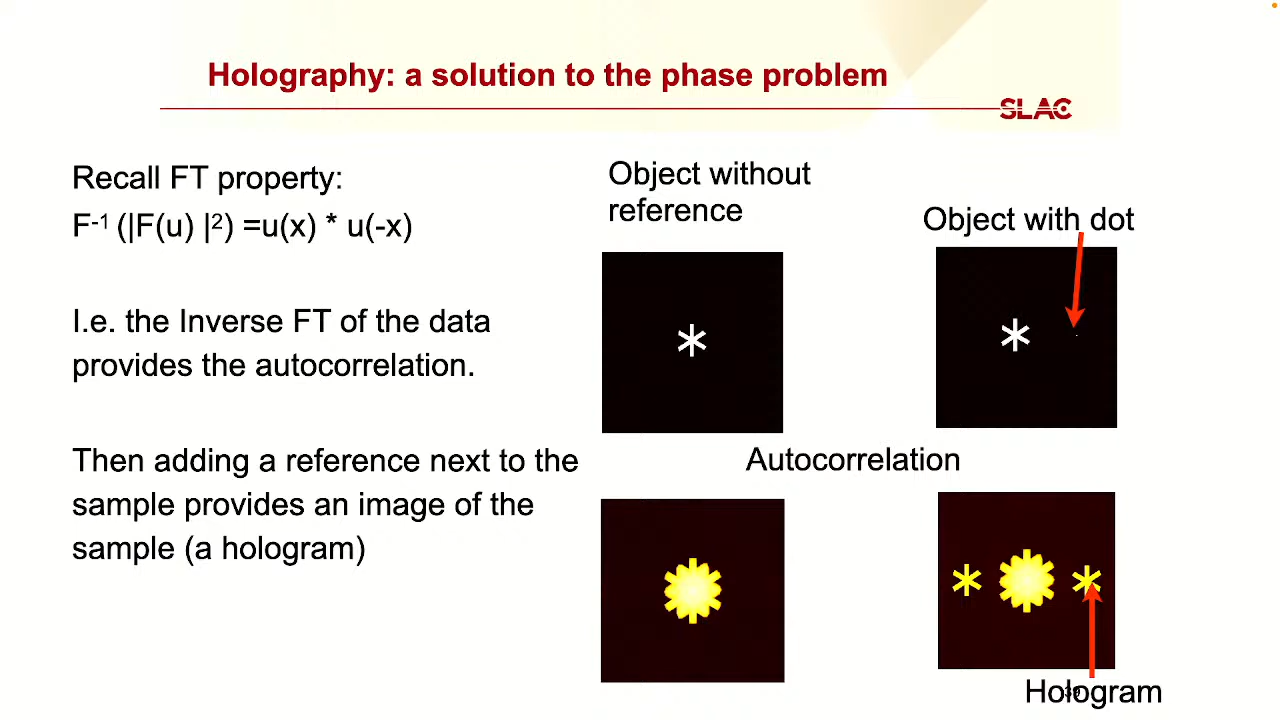 Holography: a solution to the phase problem
SLAC
Recall FT property:
F-1 (|F(u) |2) =u(x) * u(-x)
I.e. the Inverse FT of the data
provides the autocorrelation.
Then adding a reference next to the
sample provides an image of the
sample (a hologram)
Object without
reference
Object with dot
Autocorrelation
Hologram
39